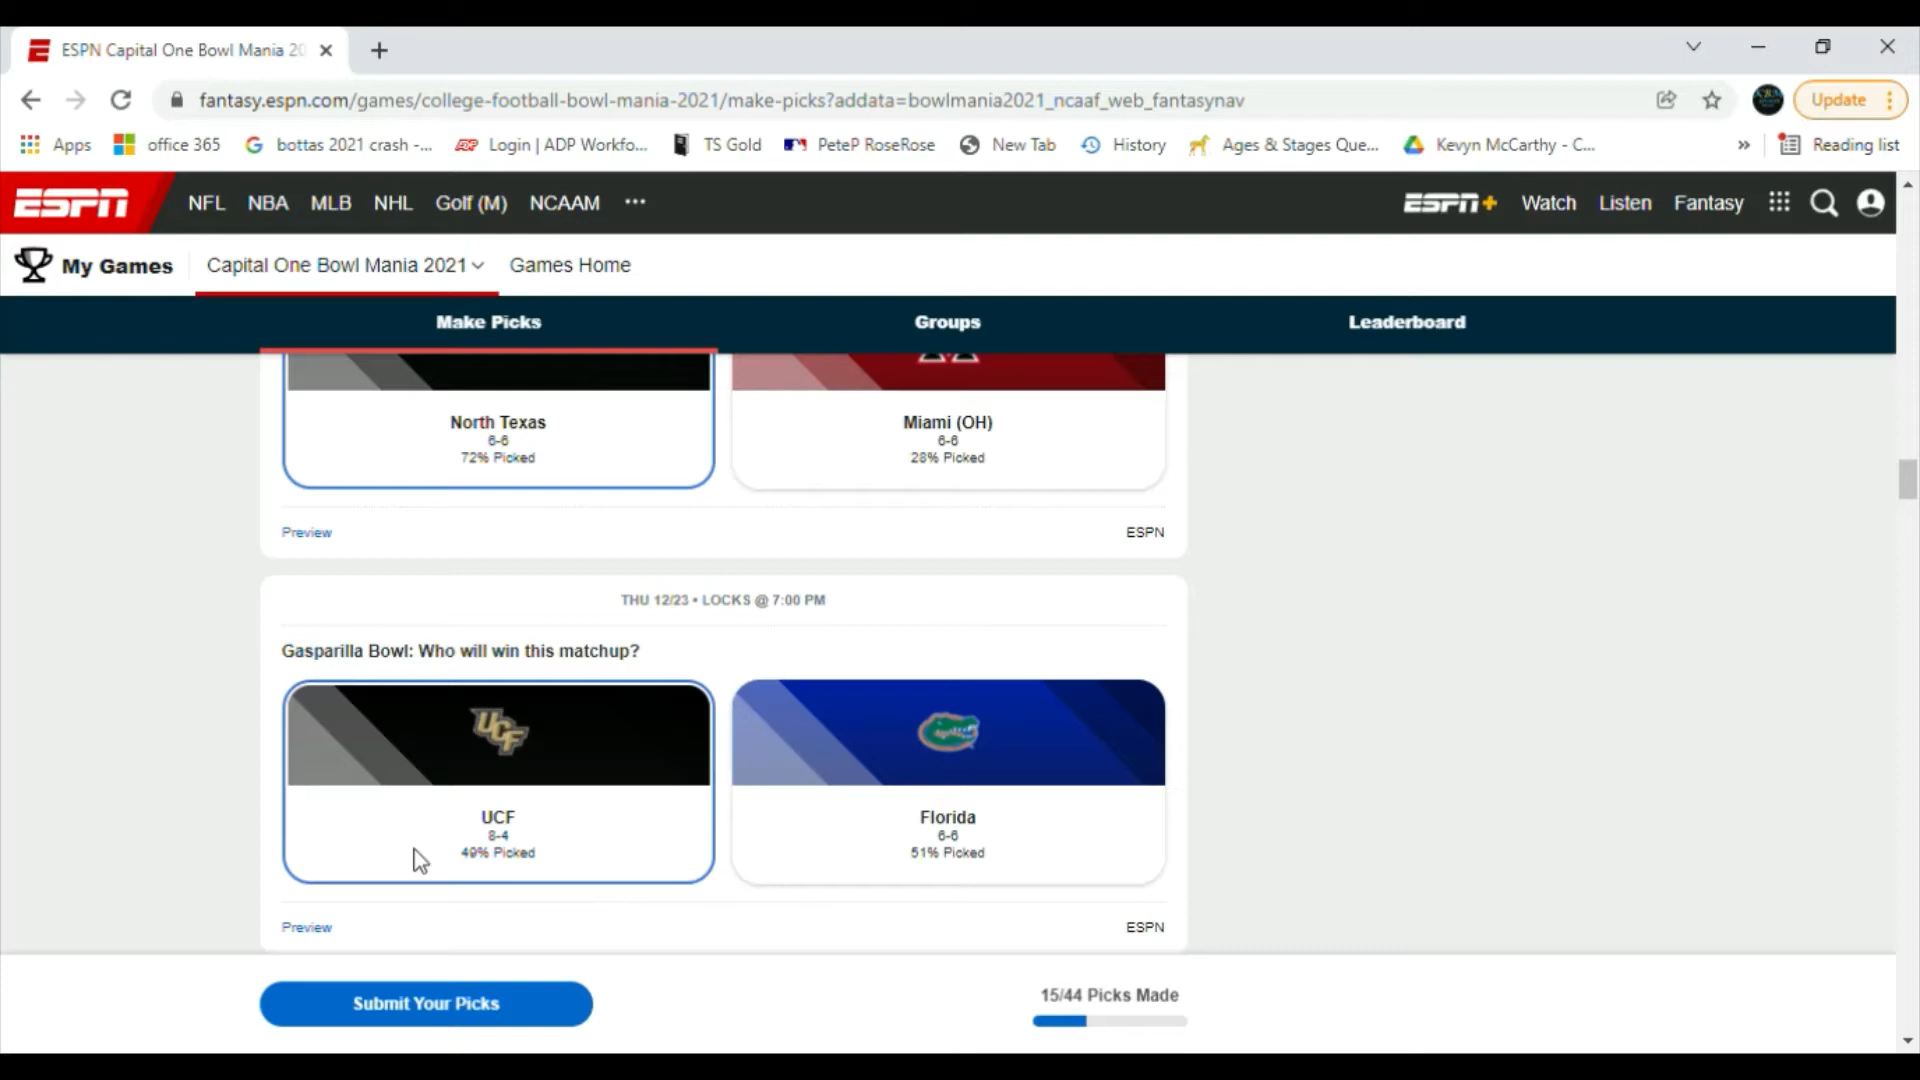 ESPN Capital One Bowl Mania 20
fantasy.espn.com/games/college-football-bowl-mania-2021/make-picks?addata=bowlmania2021_ncaaf_web_fantasynav
Update
Apps office 365 bottas 2021 crash -... Login | ADP Workfo... TS Gold PeteP RoseRose New Tab History Ages & Stages Que... Kevyn McCarthy - C... » Reading list
ESPN NFL NBA MLB NHL Golf (M) NCAAM ... ESPN+ Watch Listen Fantasy
My Games Capital One Bowl Mania 2021 Games Home
Make Picks Groups Leaderboard
North Texas Miami (OH)
6-6 6-6
72% Picked 28% Picked
Preview ESPN
THU 12/23 • LOCKS @ 7:00 PM
Gasparilla Bowl: Who will win this matchup?
UCF
UCF Florida
8-4 6-6
49% Picked 51% Picked
Preview ESPN
Submit Your Picks 15/44 Picks Made